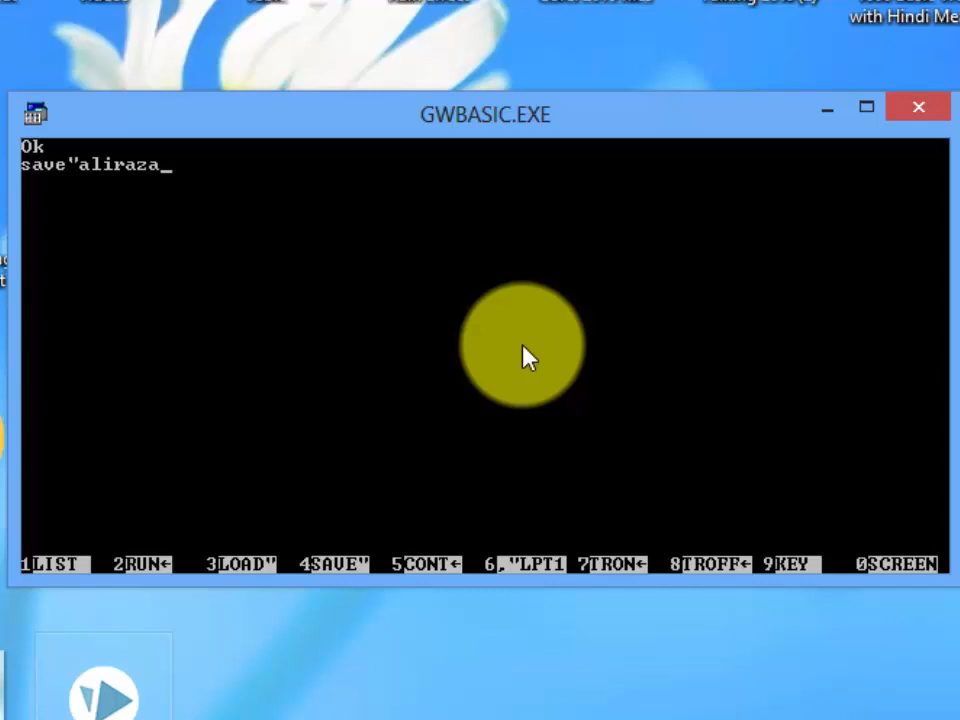 with Hindi Me
GWBASIC.EXE
Ok
save"aliraza_
1LIST 2RUN← 3LOAD" 4SAVE" 5CONT← 6,"LPT1 7TRON← 8TROFF← 9KEY 0SCREEN